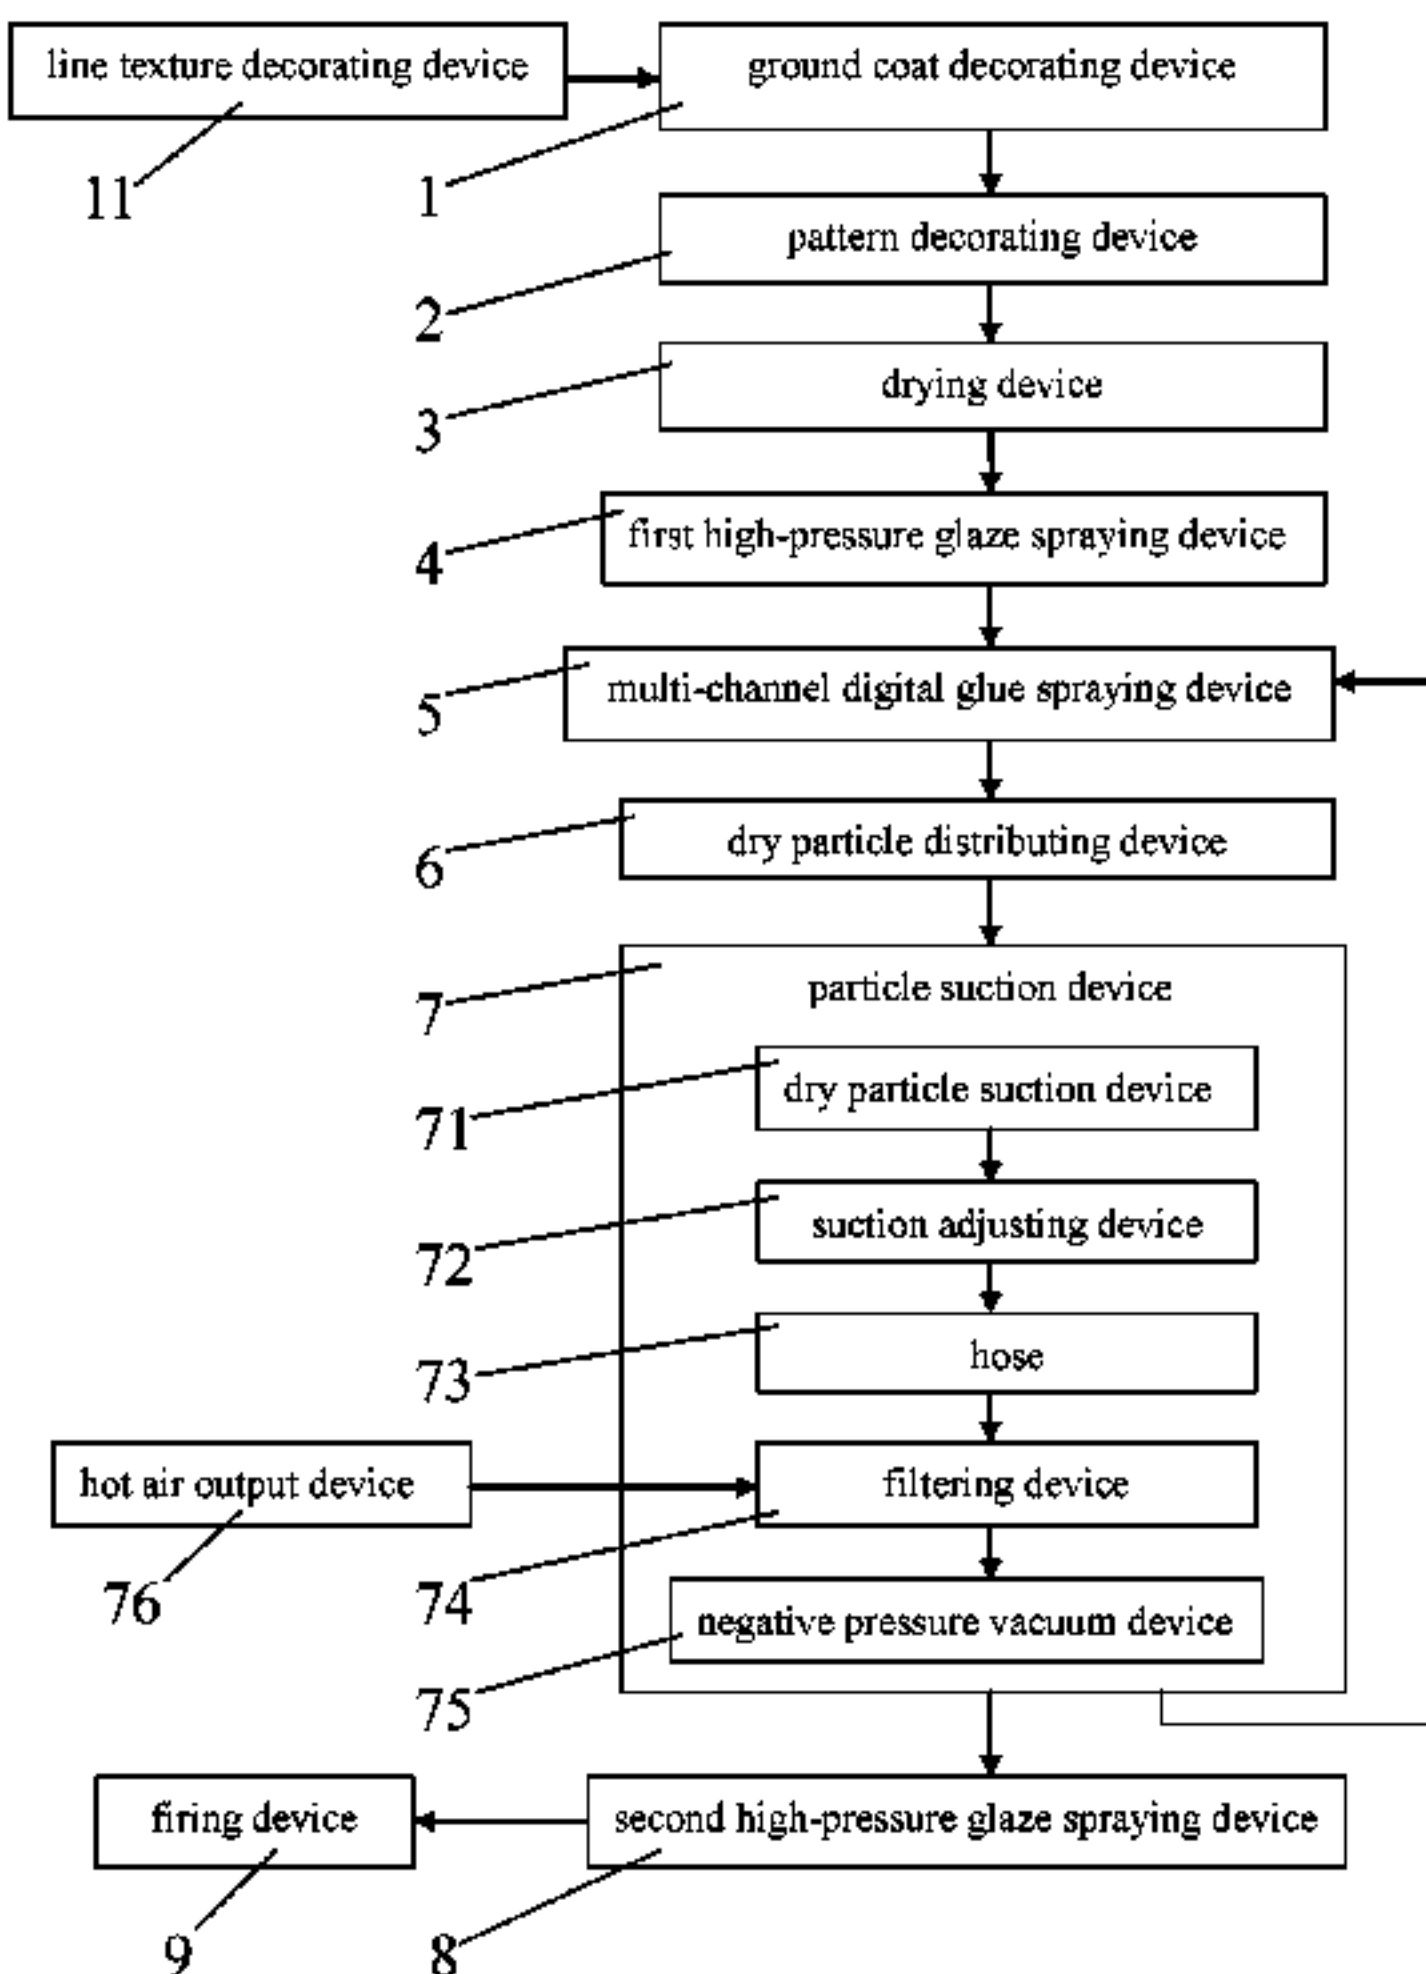 line texture decorating device
ground coat decorating device
11
1
pattern decorating device
2
drying device
3
first high-pressure glaze spraying device
4
multi-channel digital glue spraying device
5
dry particle distributing device
6
particle suction device
7
dry particle suction device
71
suction adjusting device
72
hose
73
hot air output device
filtering device
76
74
negative pressure vacuum device
75
firing device
second high-pressure glaze spraying device
9
8